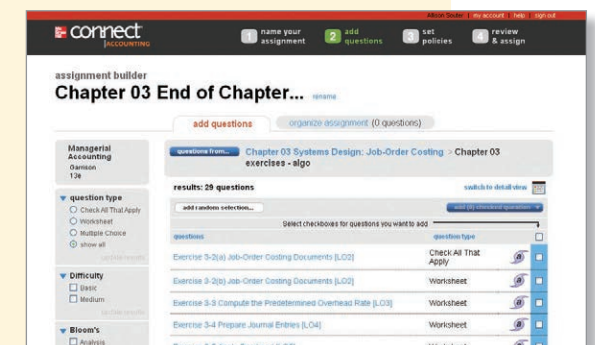 Allison Souter | my account | help | sign out
connect
ACCOUNTING
1 name your assignment
2 add questions
3 set policies
4 review & assign
assignment builder
Chapter 03 End of Chapter... rename
add questions
organize assignment (0 questions)
Managerial
Accounting
Garrison
13e
questions from...
Chapter 03 Systems Design: Job-Order Costing > Chapter 03
exercises - algo
results: 29 questions
switch to detail view
add random selection...
Select checkboxes for questions you want to add
questions
question type
question type
Check All That Apply
Worksheet
Multiple Choice
show all
Difficulty
Basic
Medium
Bloom's
Analysis
Exercise 3-2(a) Job-Order Costing Documents [LO2] Check All That Apply
Exercise 3-2(b) Job-Order Costing Documents [LO2] Worksheet
Exercise 3-3 Compute the Predetermined Overhead Rate [LO3] Worksheet
Exercise 3-4 Prepare Journal Entries [LO4] Worksheet